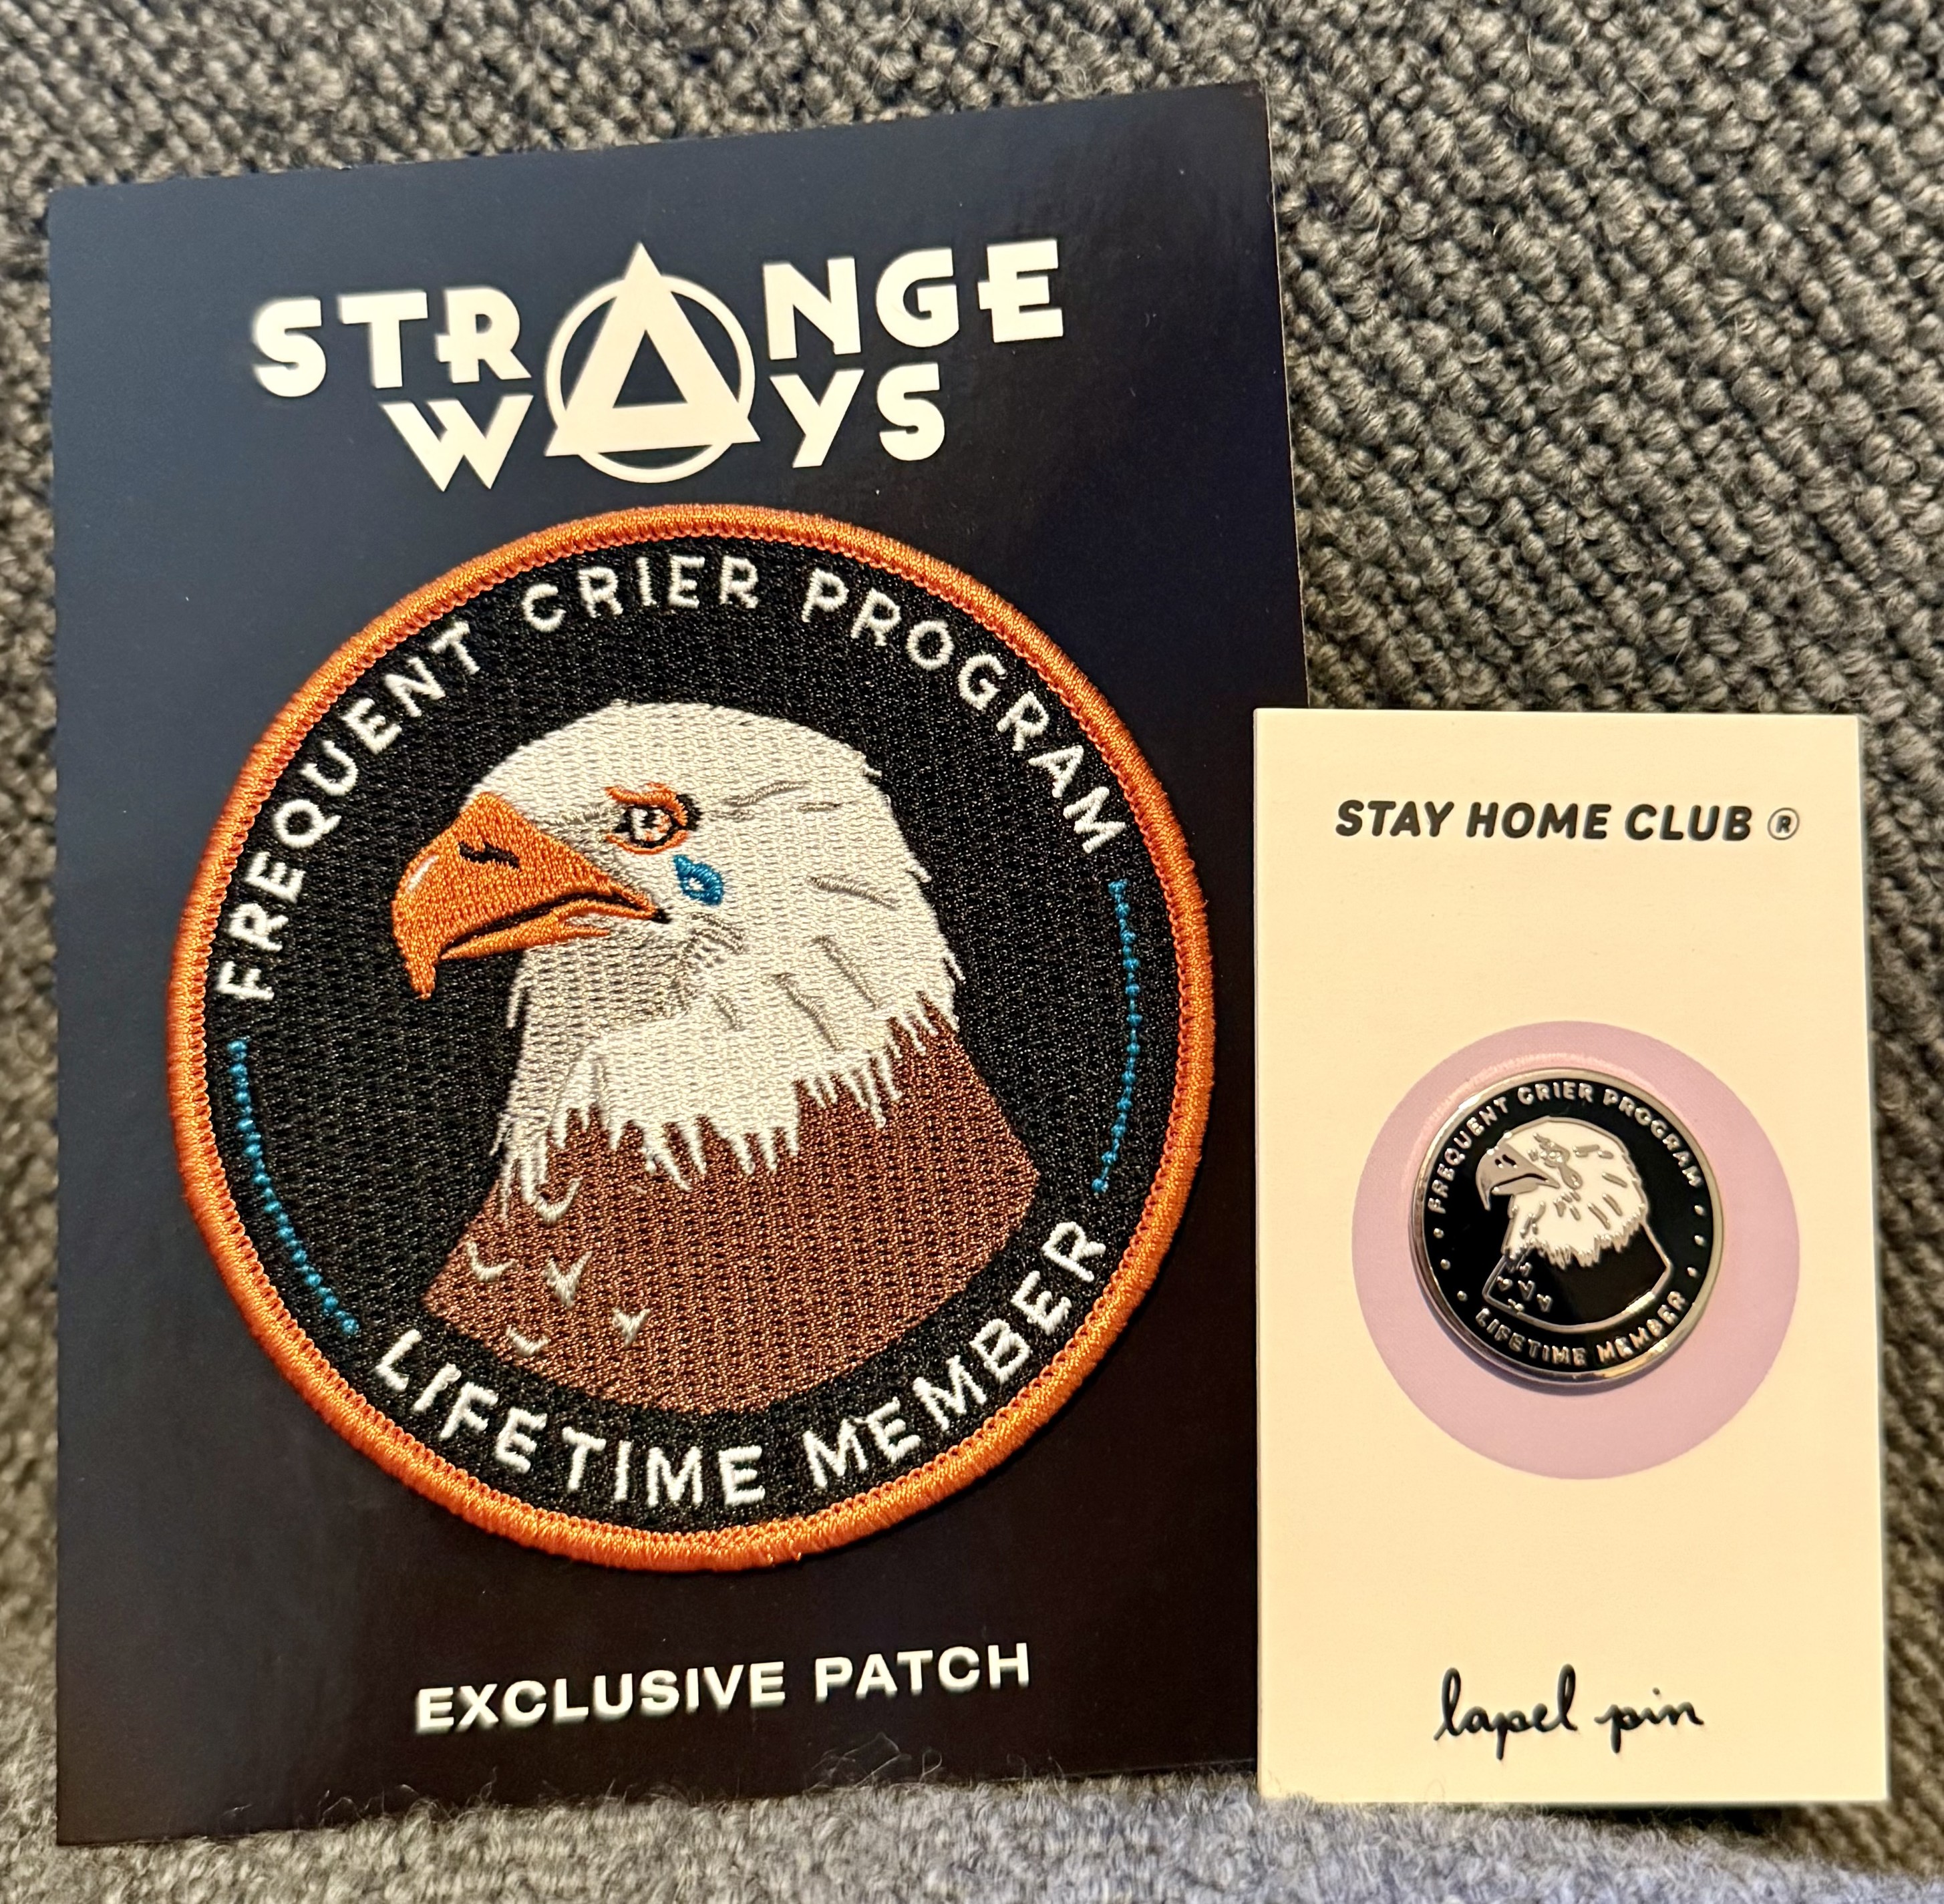 STRANGE
WAYS
FREQUENT CRIER PROGRAM
LIFETIME MEMBER
EXCLUSIVE PATCH
STAY HOME CLUB ®
FREQUENT CRIER PROGRAM
LIFETIME MEMBER
lapel pin